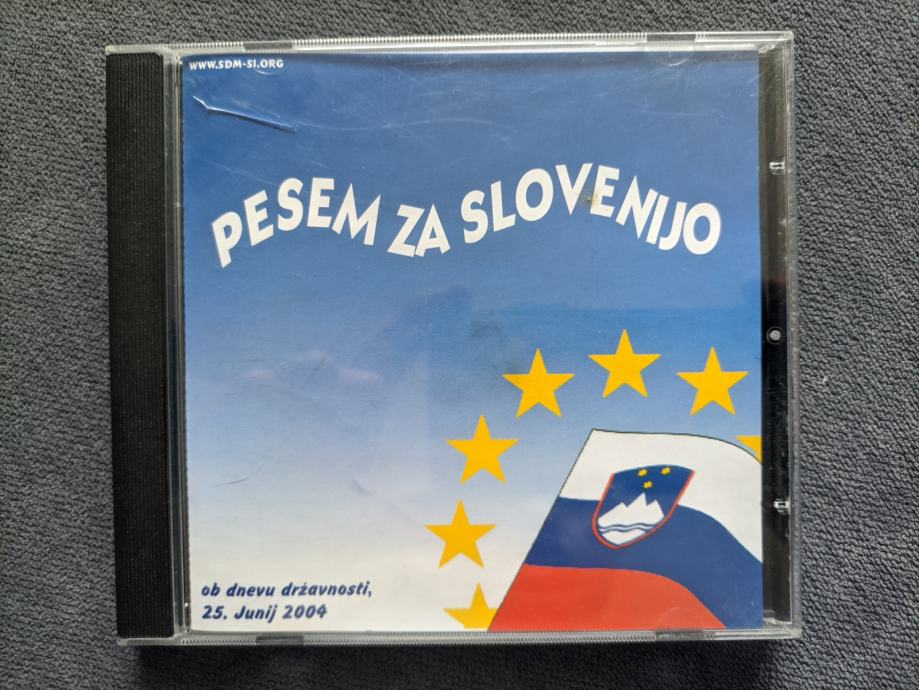 WWW.SDM-SI.ORG
PESEM ZA SLOVENIJO
ob dnevu državnosti,
25. Junij 2004